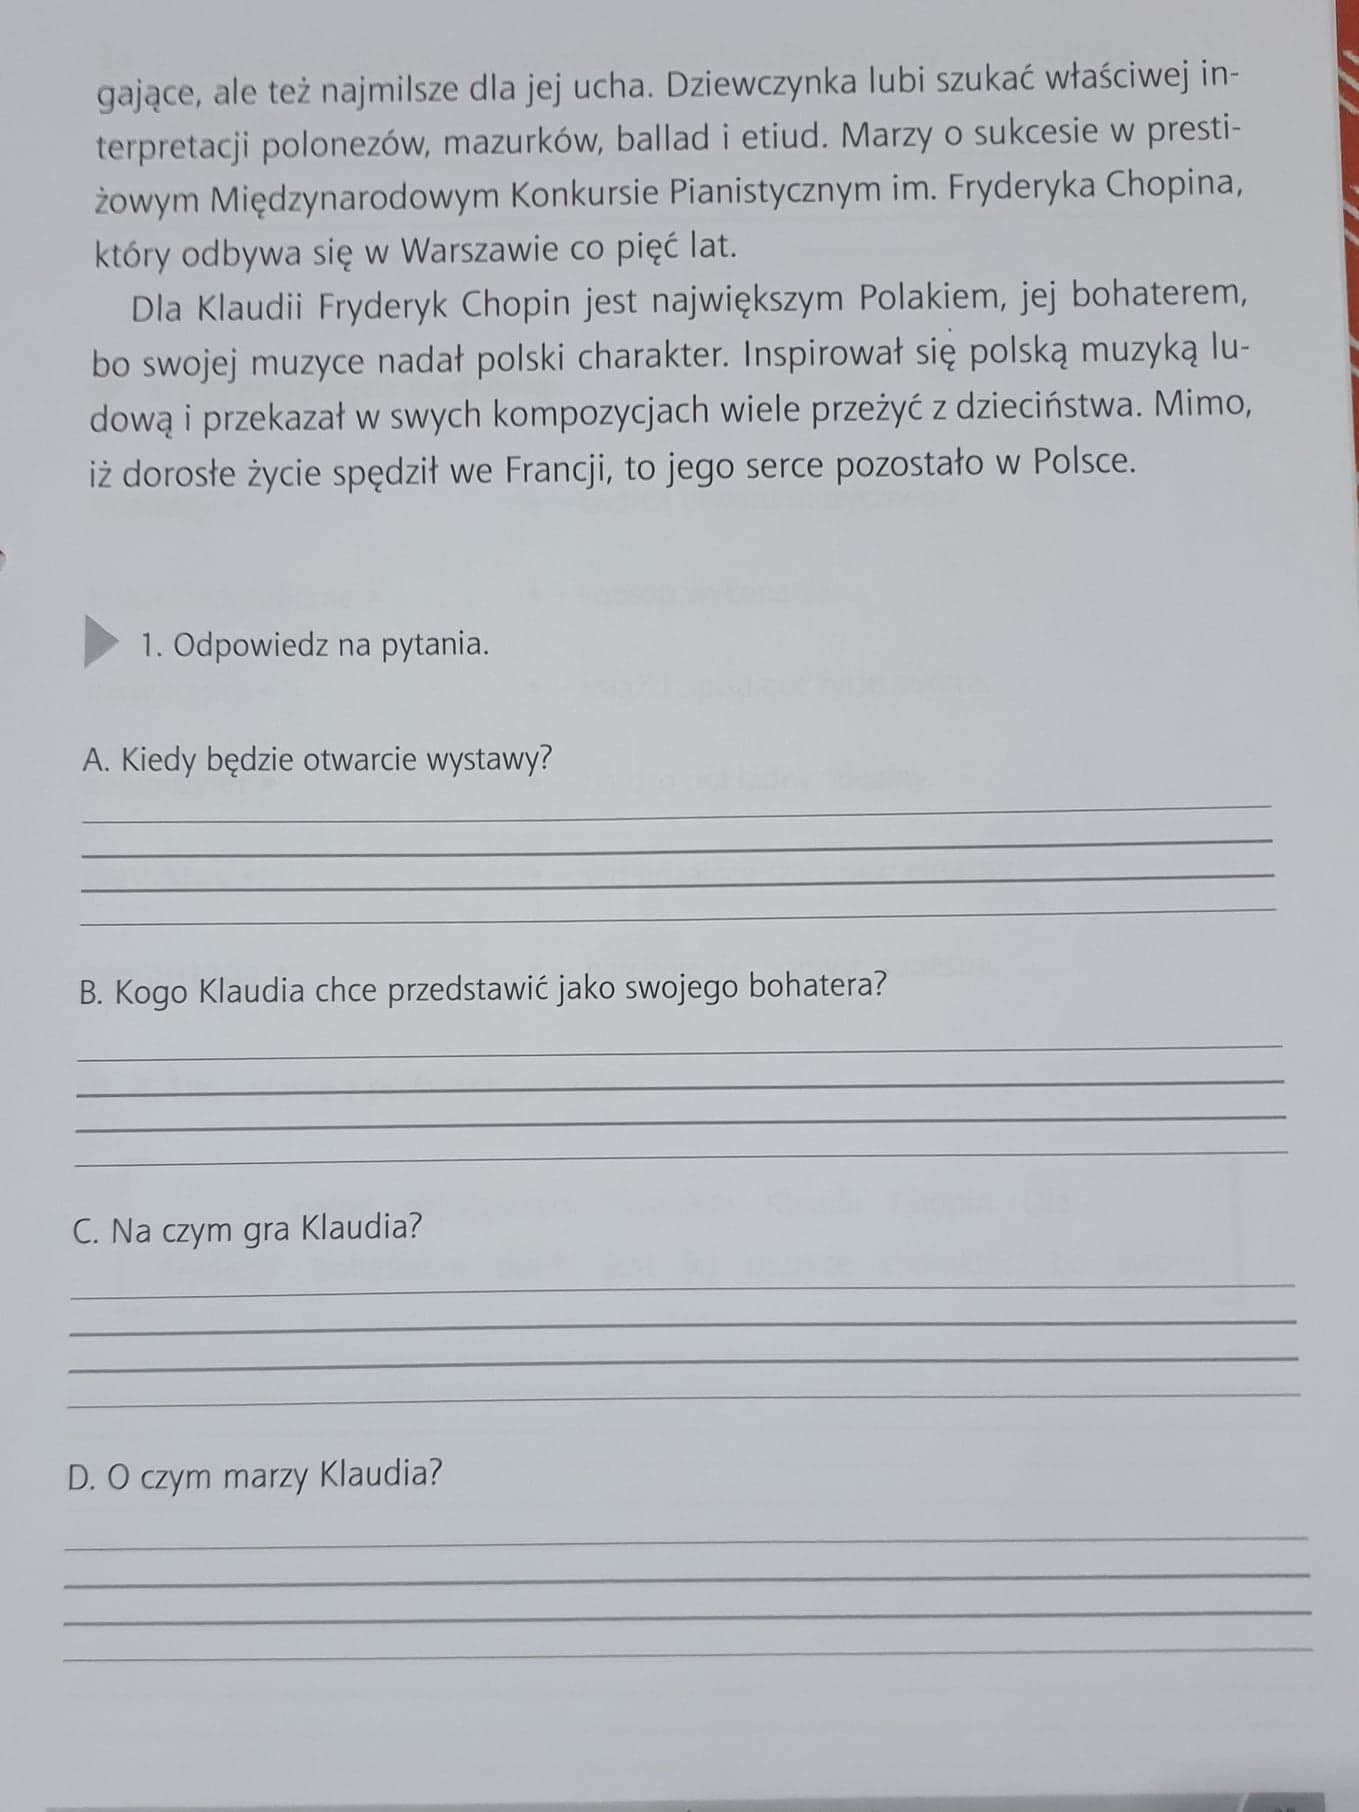 gające, ale też najmilsze dla jej ucha. Dziewczynka lubi szukać właściwej in-
terpretacji polonezów, mazurków, ballad i etiud. Marzy o sukcesie w presti-
żowym Międzynarodowym Konkursie Pianistycznym im. Fryderyka Chopina,
który odbywa się w Warszawie co pięć lat.
Dla Klaudii Fryderyk Chopin jest największym Polakiem, jej bohaterem,
bo swojej muzyce nadał polski charakter. Inspirował się polską muzyką lu-
dową i przekazał w swych kompozycjach wiele przeżyć z dzieciństwa. Mimo,
iż dorosłe życie spędził we Francji, to jego serce pozostało w Polsce.
1. Odpowiedz na pytania.
A. Kiedy będzie otwarcie wystawy?
B. Kogo Klaudia chce przedstawić jako swojego bohatera?
C. Na czym gra Klaudia?
D. O czym marzy Klaudia?